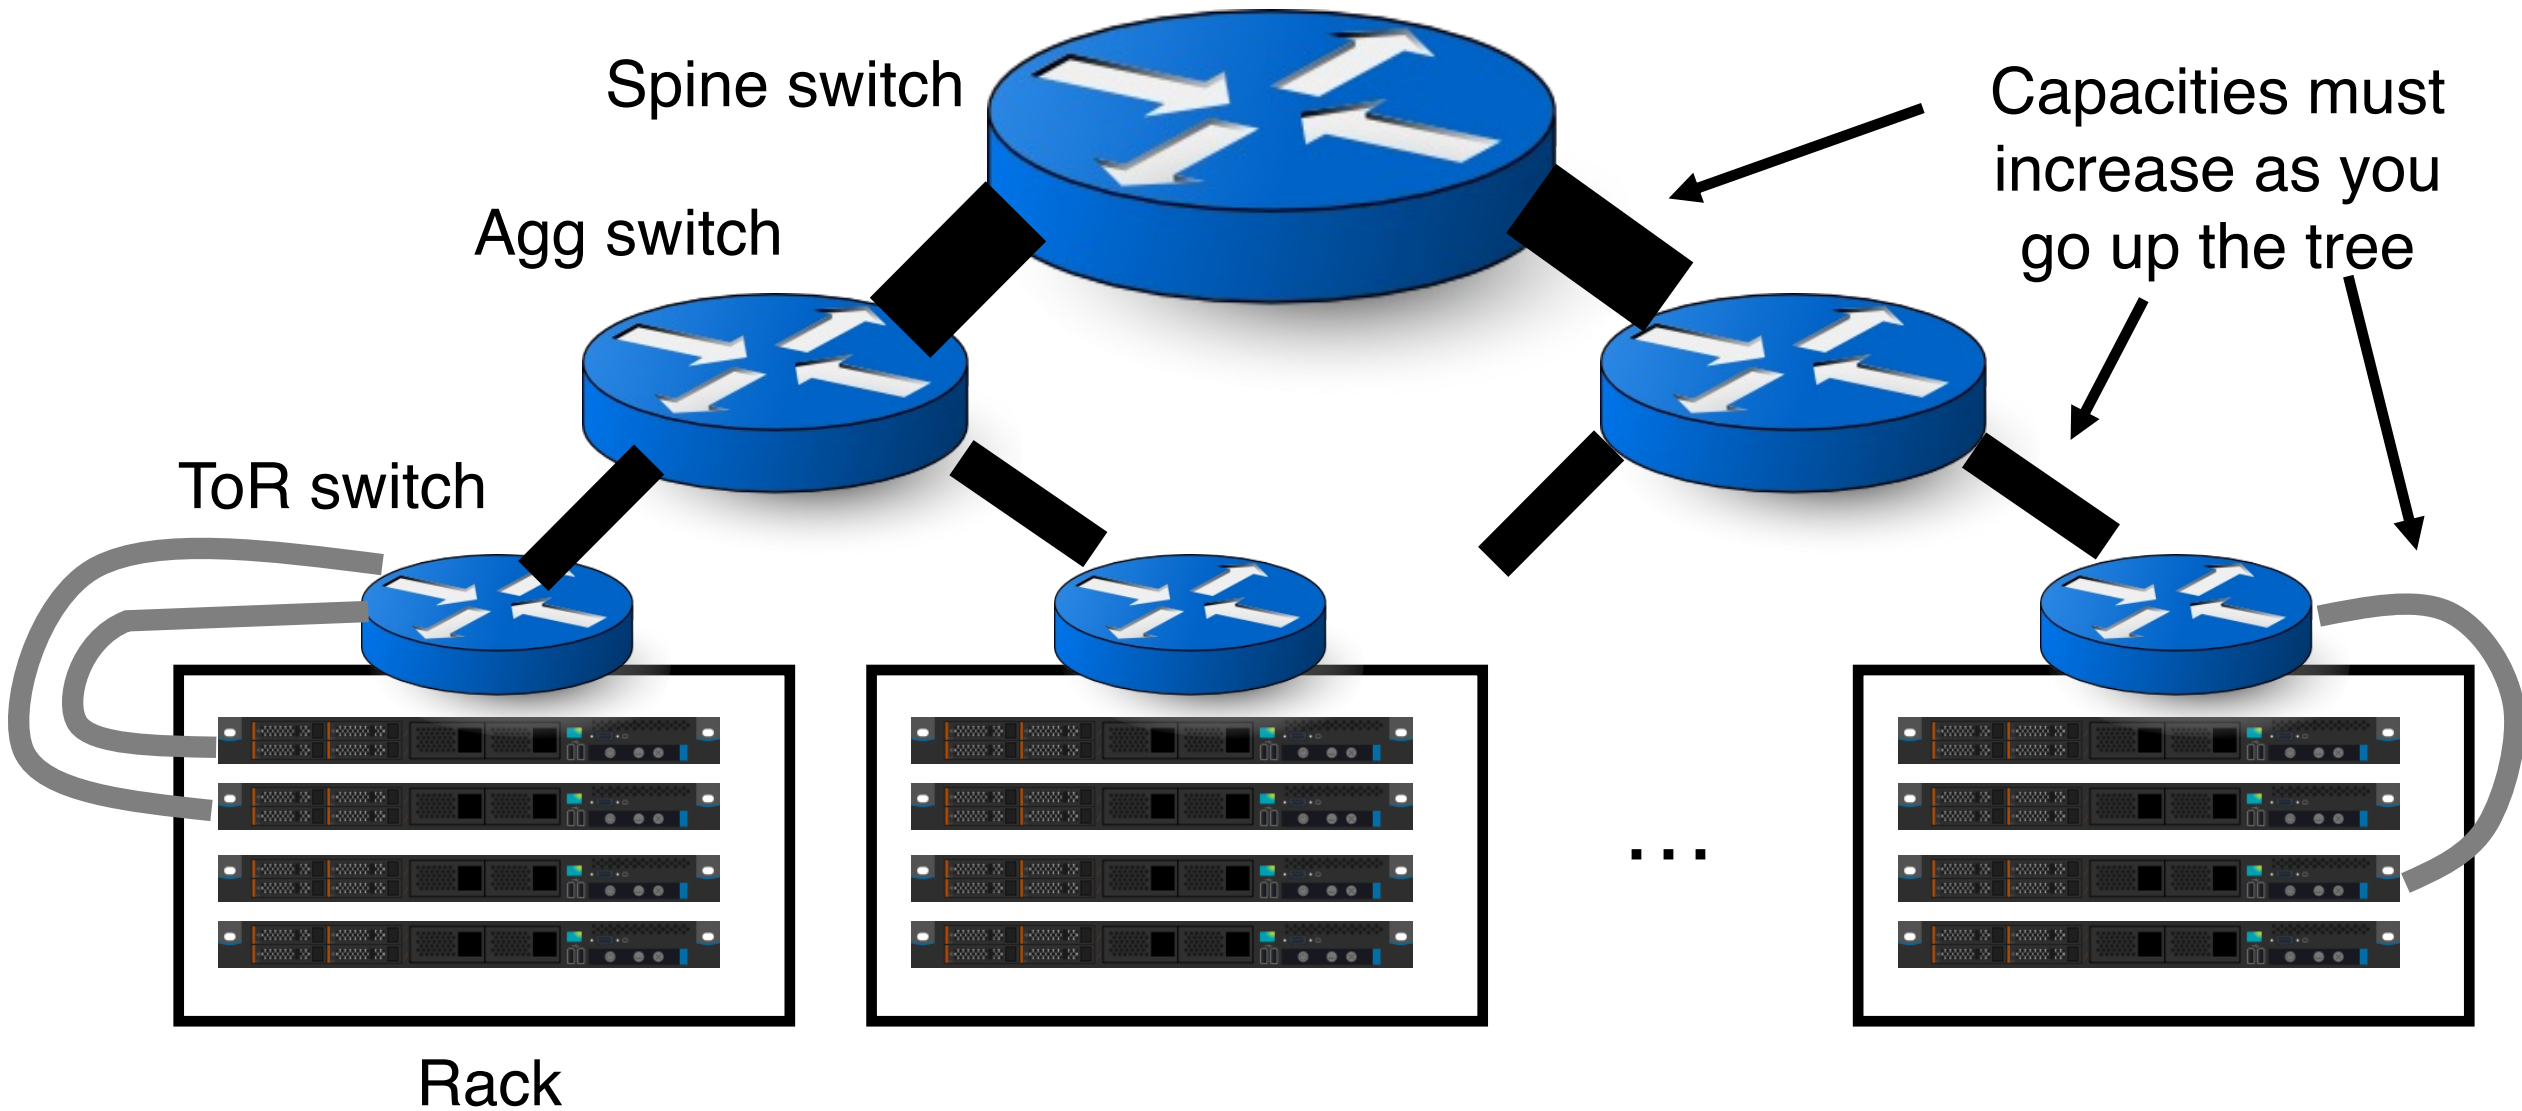 Spine switch
Capacities must
increase as you
go up the tree
Agg switch
ToR switch
...
Rack